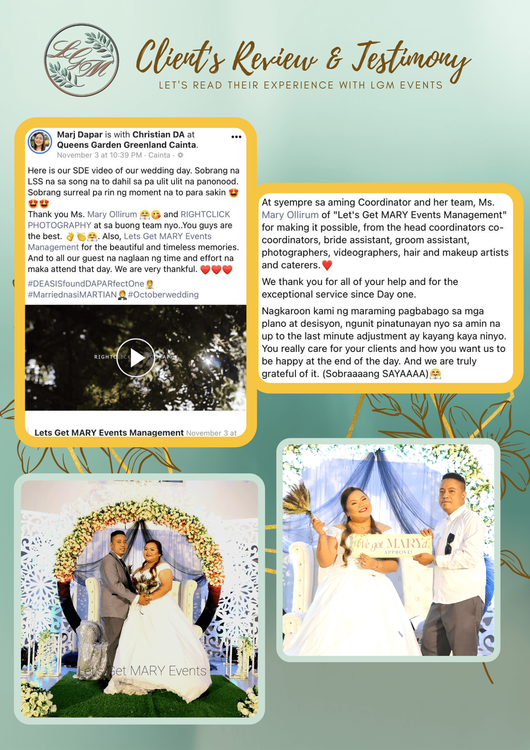 LGM
Client's Review & Testimony
LET'S READ THEIR EXPERIENCE WITH LGM EVENTS
Marj Dapar is with Christian DA at
Queens Garden Greenland Cainta.
November 3 at 10:39 PM · Cainta ·
Here is our SDE video of our wedding day. Sobrang na
LSS na sa song na to dahil sa pa ulit ulit na panonood.
Sobrang surreal pa rin ng moment na to para sakin 🤩
🤩🤩
Thank you Ms. Mary Ollirum 🤗😘 and RIGHTCLICK
PHOTOGRAPHY at sa buong team nyo..You guys are
the best. 👌👏🤗. Also, Lets Get MARY Events
Management for the beautiful and timeless memories.
And to all our guest na naglaan ng time and effort na
maka attend that day. We are very thankful. ❤️❤️❤️
#DEASISfoundDAPARfectOne👰
#MarriednasiMARTIAN🤵#Octoberwedding
Lets Get MARY Events Management November 3 at
At syempre sa aming Coordinator and her team, Ms.
Mary Ollirum of "Let's Get MARY Events Management"
for making it possible, from the head coordinators co-
coordinators, bride assistant, groom assistant,
photographers, videographers, hair and makeup artists
and caterers.❤️
We thank you for all of your help and for the
exceptional service since Day one.
Nagkaroon kami ng maraming pagbabago sa mga
plano at desisyon, ngunit pinatunayan nyo sa amin na
up to the last minute adjustment ay kayang kaya ninyo.
You really care for your clients and how you want us to
be happy at the end of the day. And we are truly
grateful of it. (Sobraaaang SAYAAAA)🤗
Let's Get MARY Events